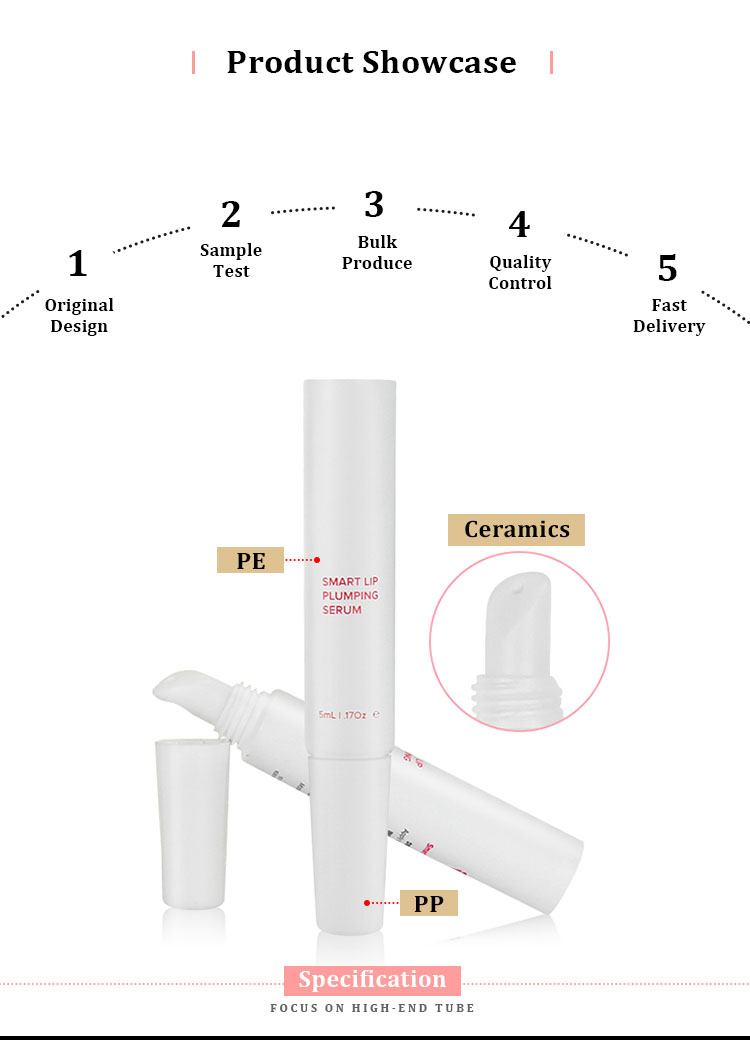 Product Showcase
1
Original
Design
2
Sample
Test
3
Bulk
Produce
4
Quality
Control
5
Fast
Delivery
Ceramics
PE
SMART LIP
PLUMPING
SERUM
5mL | .17Oz ℮
PP
Specification
FOCUS ON HIGH-END TUBE